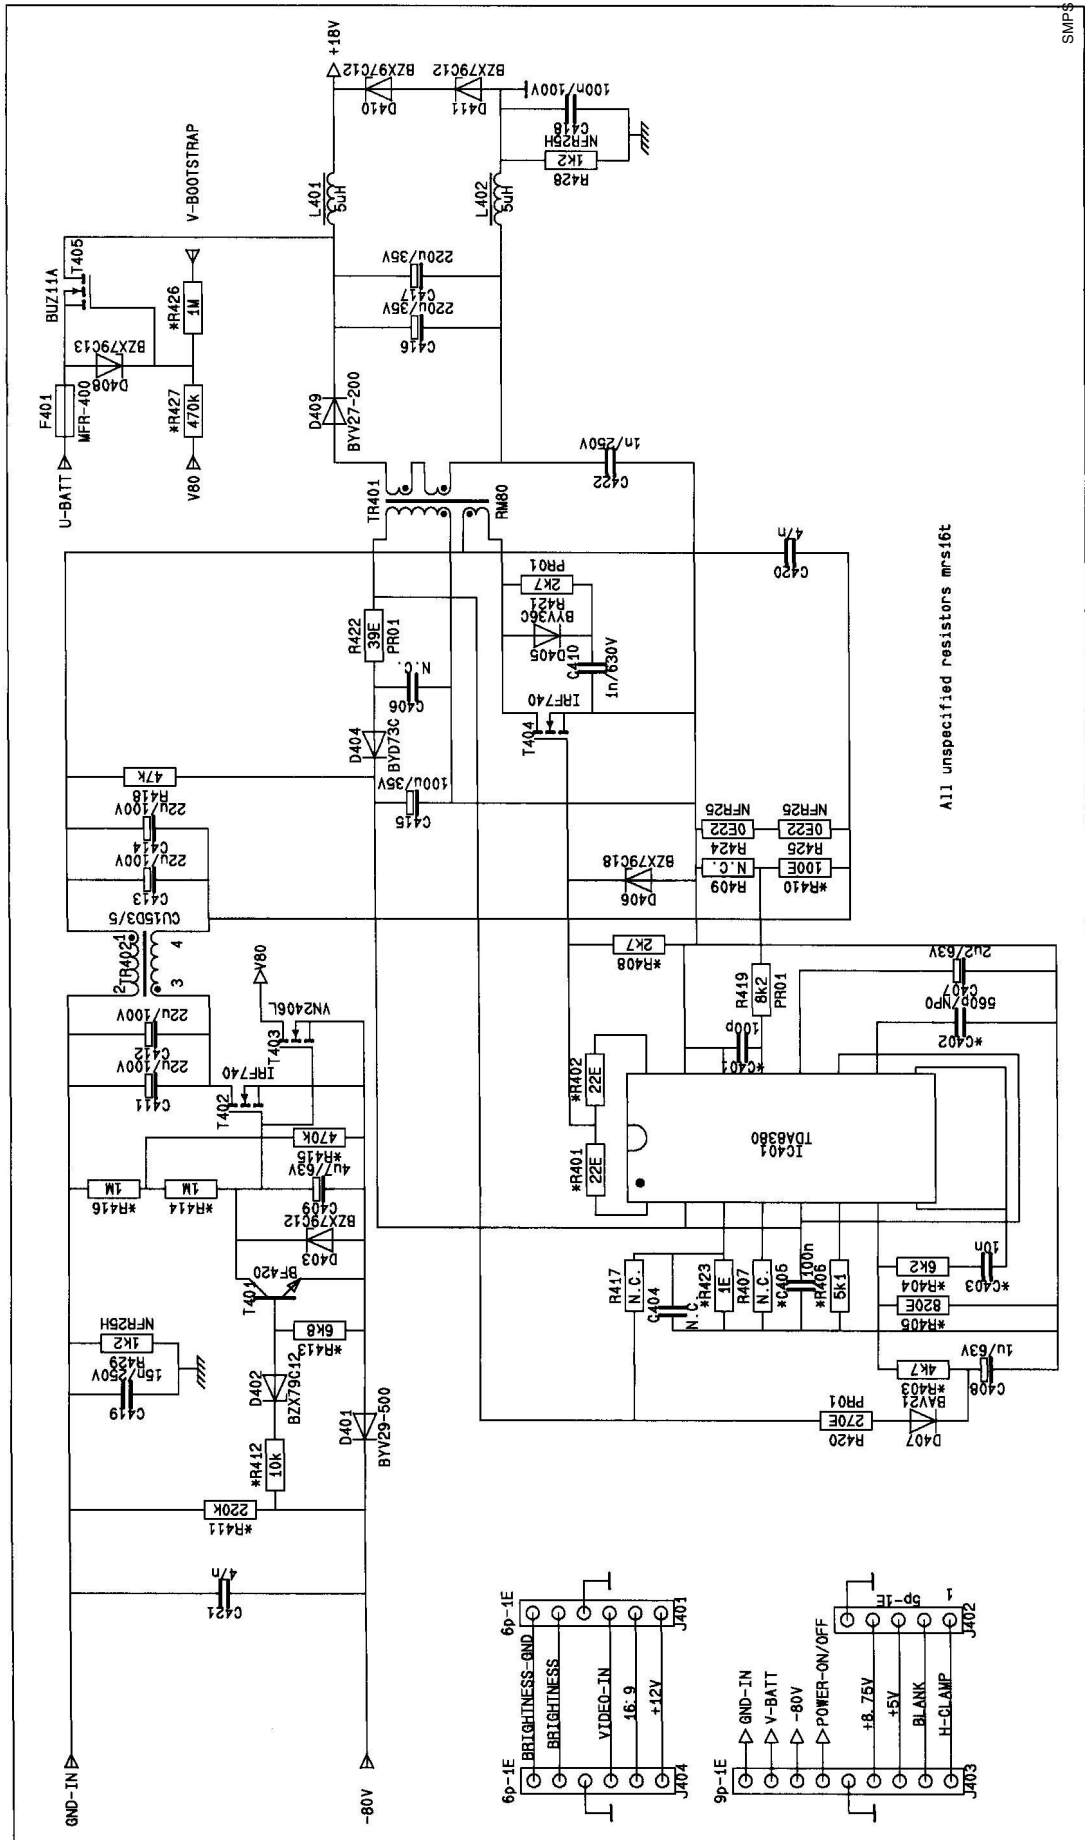 SMPS
+18V
BZX97C12
D410
BZX79C12
D411
100n/100V
C418
NFR25H
1K2
R428
L401
5uH
L402
5uH
V-BOOTSTRAP
T405
BUZ11A
*R426
1M
BZX79C13
D408
F401
MFR-400
*R427
470k
U-BATT
V80
220u/35V
C417
220u/35V
C416
D409
BYV27-200
1n/250V
C422
TR401
RM80
47n
C420
R422
39E
PR01
PR01
2K7
R421
BYV36C
D405
C410
1n/630V
N.C.
C406
IRF740
T404
D404
BYD73C
100u/35V
C415
47k
R418
22u/100V
C414
22u/100V
C413
CU15D3/5
TR402
1
2
3
4
NFR25
0E22
R424
NFR25
0E22
R425
N.C.
R409
100E
*R410
BZX79C18
D406
2K7
*R408
R419
8k2
PR01
2u2/63V
C407
560p/NP0
*C402
100p
*C401
All unspecified resistors mrs16t
V80
VN2406L
T403
22u/100V
C412
22u/100V
C411
IRF740
T402
470k
*R415
4u7/63V
C409
1M
*R416
1M
*R414
BZX79C12
D403
BF420
T401
6k8
*R413
NFR25H
1K2
R429
15n/250V
C419
D402
BZX79C12
D401
BYV29-500
*R412
10k
220k
*R411
47n
C421
GND-IN
-80V
*R402
22E
*R401
22E
IC401
TDA8380
R417
N.C.
C404
N.C.
*R423
1E
R407
N.C.
*C405
100n
*R406
5k1
6k2
*R404
10n
*C403
820E
*R405
4K7
*R403
1u/63V
C408
PR01
270E
R420
BAV21
D407
6p-1E
J401
BRIGHTNESS-GND
BRIGHTNESS
VIDEO-IN
16:9
+12V
6p-1E
J404
5p-1E
1
J402
9p-1E
GND-IN
V-BATT
-80V
POWER-ON/OFF
+8.75V
+5V
BLANK
H-CLAMP
J403